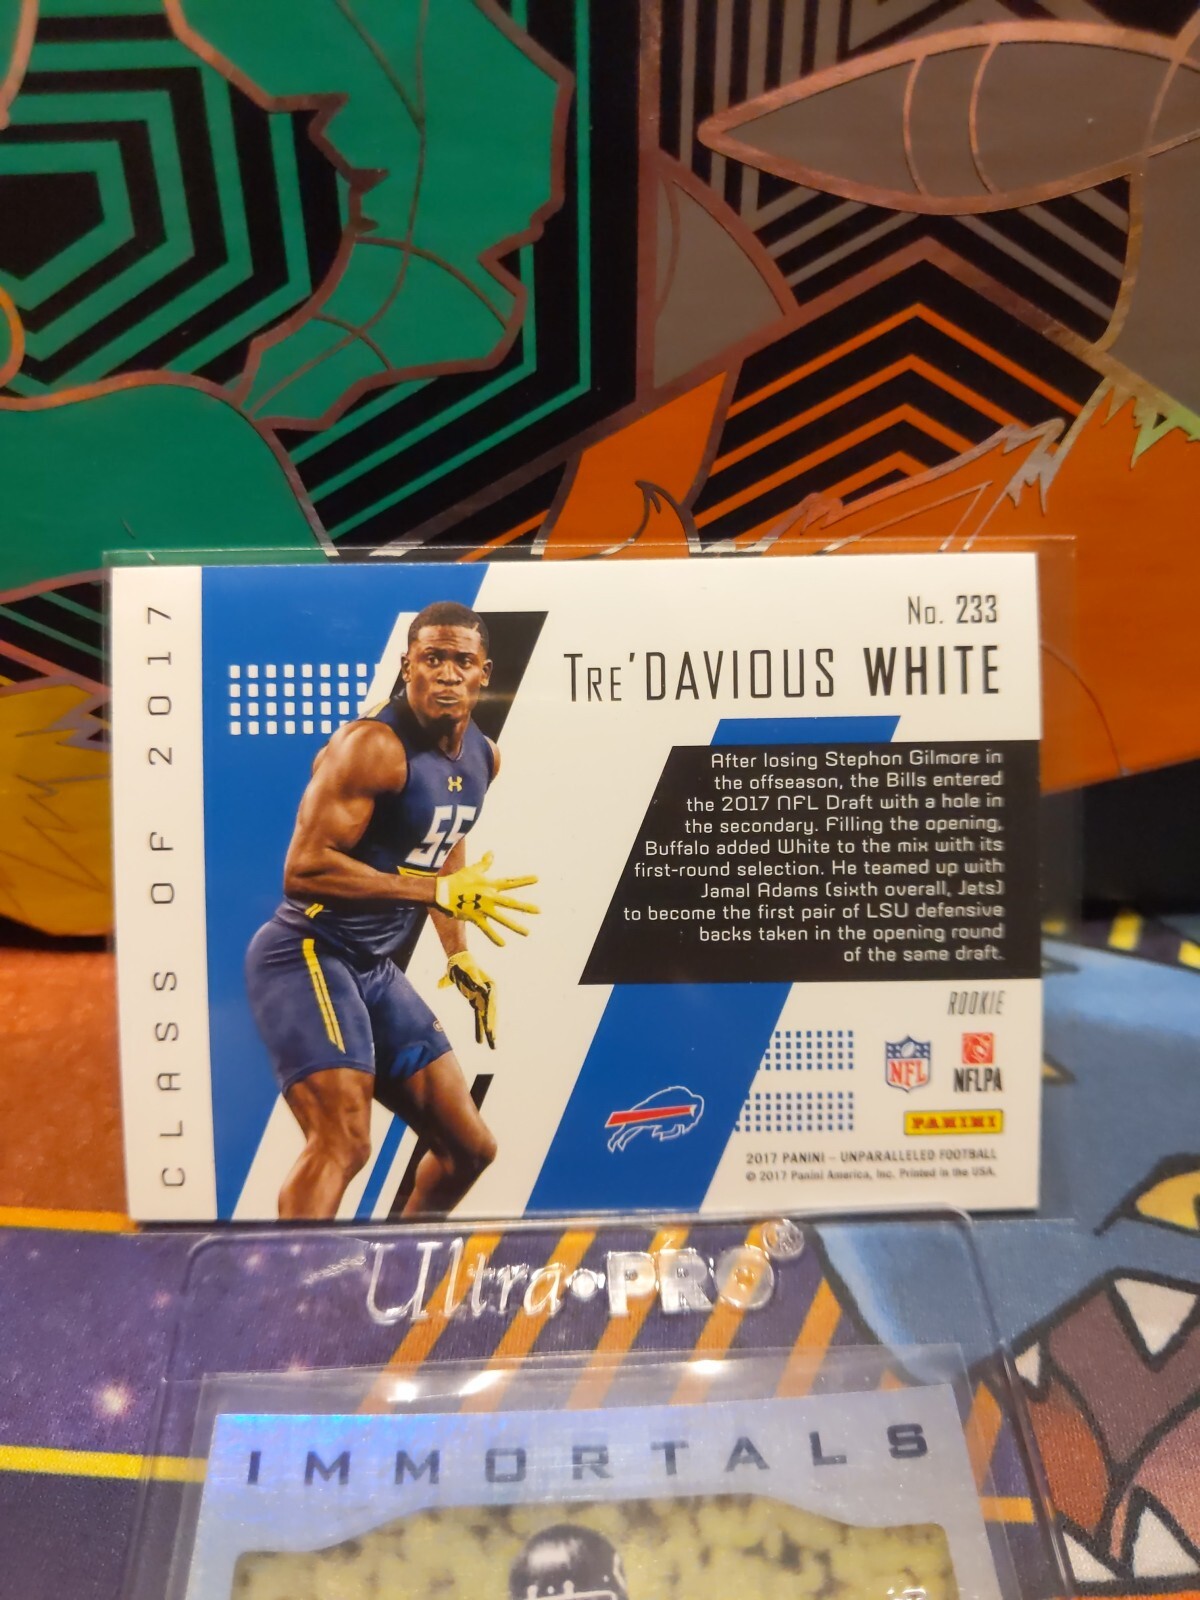 CLASS OF 2017
No. 233
TRE'DAVIOUS WHITE
After losing Stephon Gilmore in
the offseason, the Bills entered
the 2017 NFL Draft with a hole in
the secondary. Filling the opening,
Buffalo added White to the mix with its
first-round selection. He teamed up with
Jamal Adams (sixth overall, Jets)
to become the first pair of LSU defensive
backs taken in the opening round
of the same draft.
55
ROOKIE
NFL
NFLPA
PANINI
2017 PANINI – UNPARALLELED FOOTBALL
© 2017 Panini America, Inc. Printed in the USA.
Ultra•PRO®
IMMORTALS